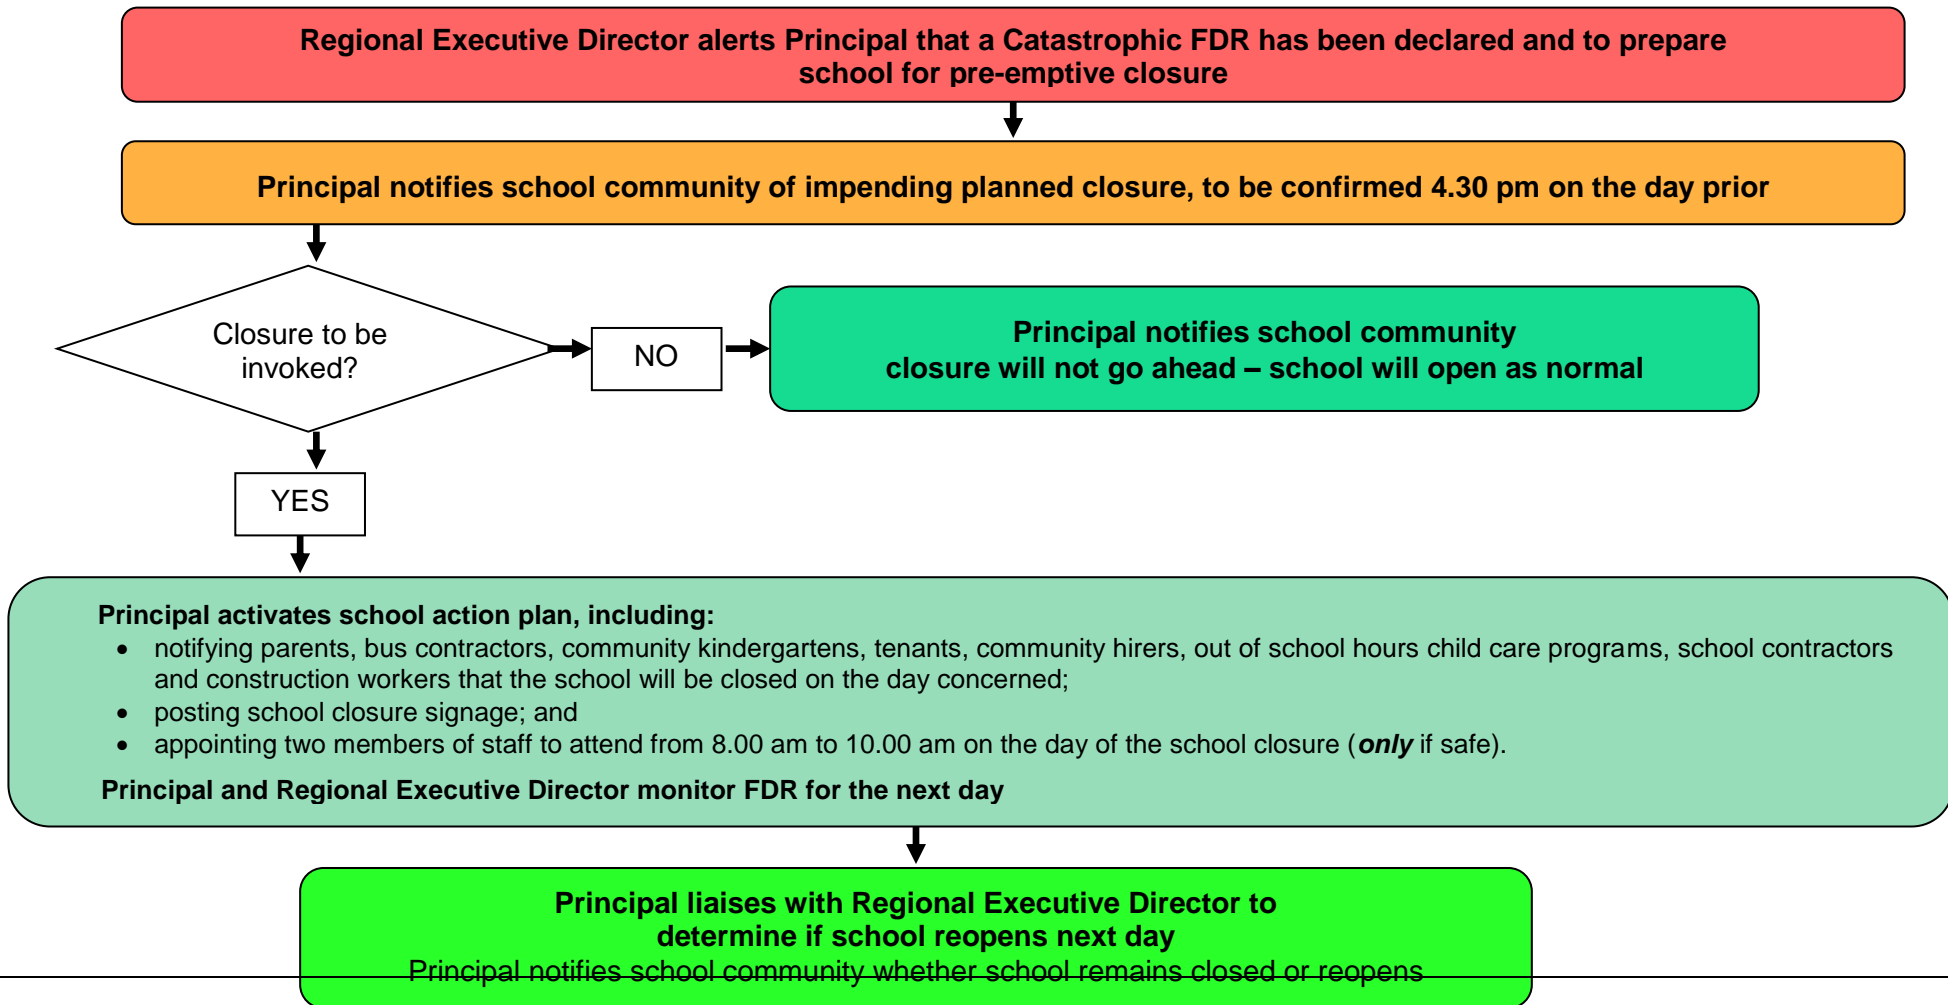 Regional Executive Director alerts Principal that a Catastrophic FDR has been declared and to prepare
school for pre-emptive closure
Principal notifies school community of impending planned closure, to be confirmed 4.30 pm on the day prior
Closure to be
invoked?
NO
Principal notifies school community
closure will not go ahead – school will open as normal
YES
Principal activates school action plan, including:
• notifying parents, bus contractors, community kindergartens, tenants, community hirers, out of school hours child care programs, school contractors
and construction workers that the school will be closed on the day concerned;
• posting school closure signage; and
• appointing two members of staff to attend from 8.00 am to 10.00 am on the day of the school closure (only if safe).
Principal and Regional Executive Director monitor FDR for the next day
Principal liaises with Regional Executive Director to
determine if school reopens next day
Principal notifies school community whether school remains closed or reopens